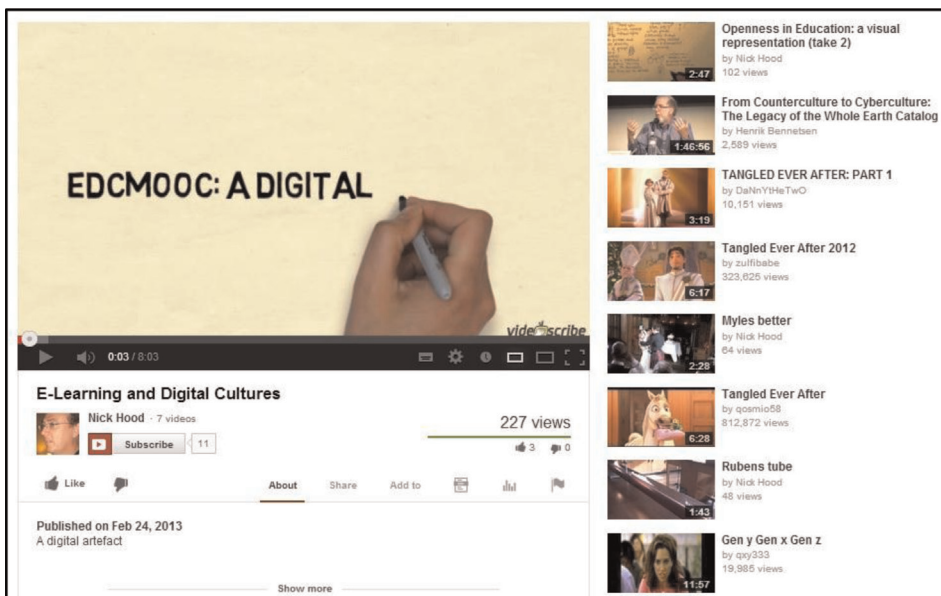 EDCMOOC: A DIGITAL
videoscribe
0:03 / 8:03
E-Learning and Digital Cultures
Nick Hood · 7 videos
Subscribe 11
227 views
3 0
Like
About Share Add to
Published on Feb 24, 2013
A digital artefact
Show more
2:47
Openness in Education: a visual
representation (take 2)
by Nick Hood
102 views
1:46:56
From Counterculture to Cyberculture:
The Legacy of the Whole Earth Catalog
by Henrik Bennetsen
2,589 views
3:19
TANGLED EVER AFTER: PART 1
by DaNnYtHeTwO
10,151 views
6:17
Tangled Ever After 2012
by zulfibabe
323,625 views
2:28
Myles better
by Nick Hood
64 views
6:28
Tangled Ever After
by qosmio58
812,872 views
1:43
Rubens tube
by Nick Hood
48 views
11:57
Gen y Gen x Gen z
by qxy333
19,985 views